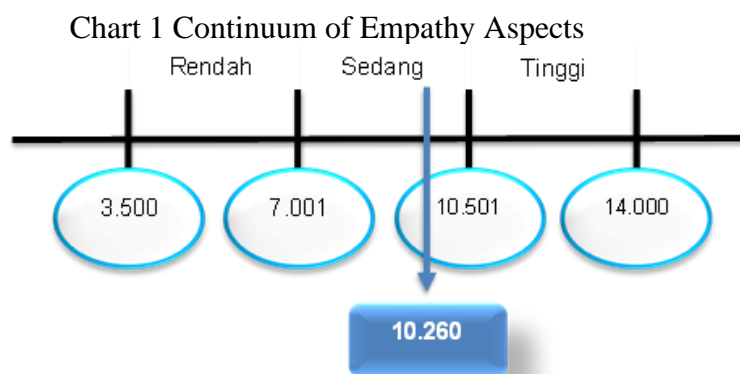 Chart 1 Continuum of Empathy Aspects
Rendah Sedang Tinggi
3.500 7.001 10.501 14.000
10.260